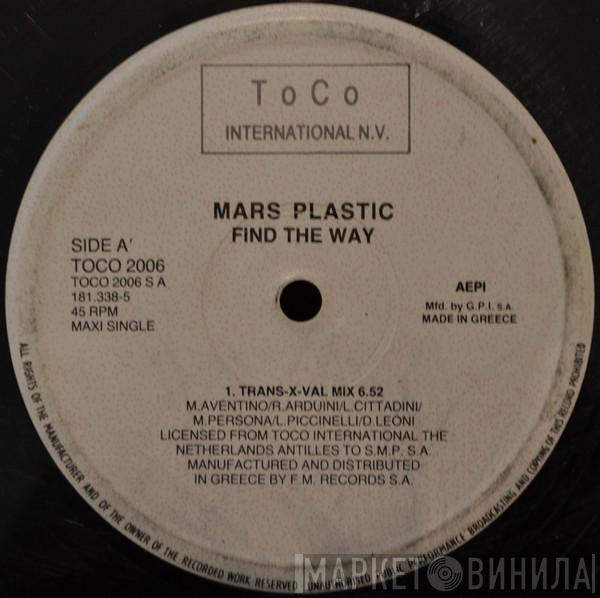 ToCo
INTERNATIONAL N.V.
MARS PLASTIC
FIND THE WAY
SIDE A'
TOCO 2006
TOCO 2006 S A
181.338-5
45 RPM
MAXI SINGLE
AEPI
Mfd. by G.P.I. S.A.
MADE IN GREECE
1. TRANS-X-VAL MIX 6.52
M.AVENTINO/R.ARDUINI/L.CITTADINI/
M.PERSONA/L.PICCINELLI/D.LEONI
LICENSED FROM TOCO INTERNATIONAL THE
NETHERLANDS ANTILLES TO S.M.P. S.A.
MANUFACTURED AND DISTRIBUTED
IN GREECE BY F.M. RECORDS S.A.
ALL RIGHTS OF THE MANUFACTURER AND OF THE OWNER OF THE RECORDED WORK RESERVED UNAUTHORISED PUBLIC PERFORMANCE BROADCASTING AND COPYING OF THIS RECORD PROHIBITED
МАРКЕТ ВИНИЛА